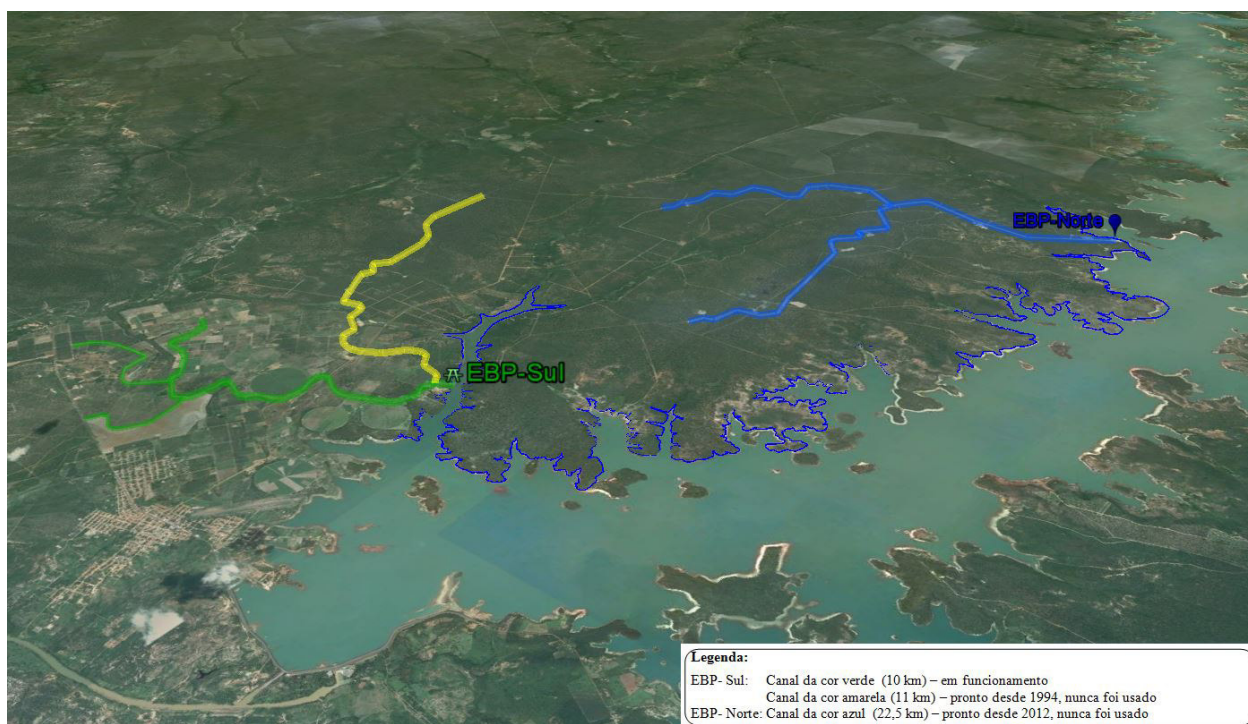 EBP-Norte
EBP-Sul
Legenda:
EBP- Sul: Canal da cor verde (10 km) – em funcionamento
Canal da cor amarela (11 km) – pronto desde 1994, nunca foi usado
EBP- Norte: Canal da cor azul (22,5 km) – pronto desde 2012, nunca foi usado